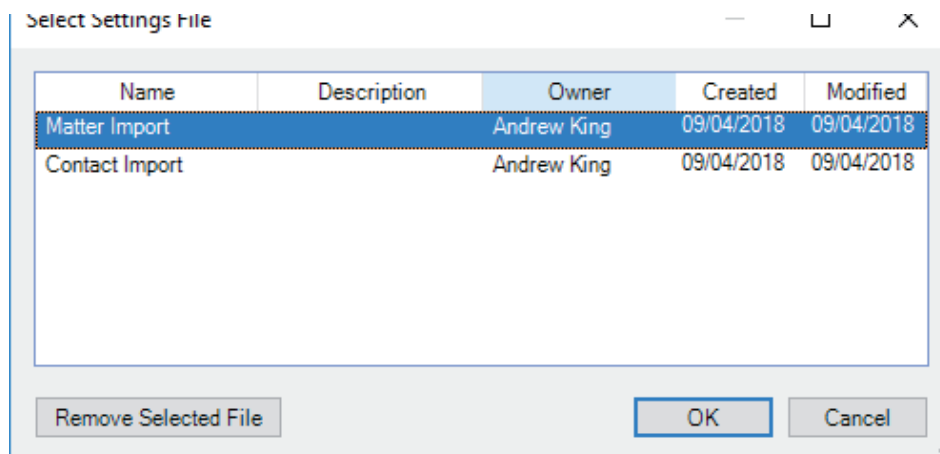 Select Settings File
Name Description Owner Created Modified
Matter Import Andrew King 09/04/2018 09/04/2018
Contact Import Andrew King 09/04/2018 09/04/2018
Remove Selected File OK Cancel